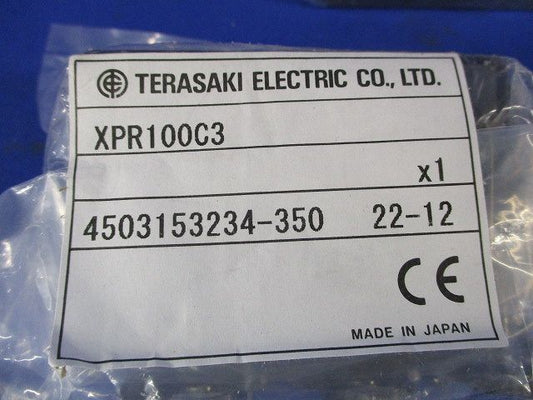 TERASAKI ELECTRIC CO., LTD.
XPR100C3
x1
4503153234-350 22-12
CE
MADE IN JAPAN